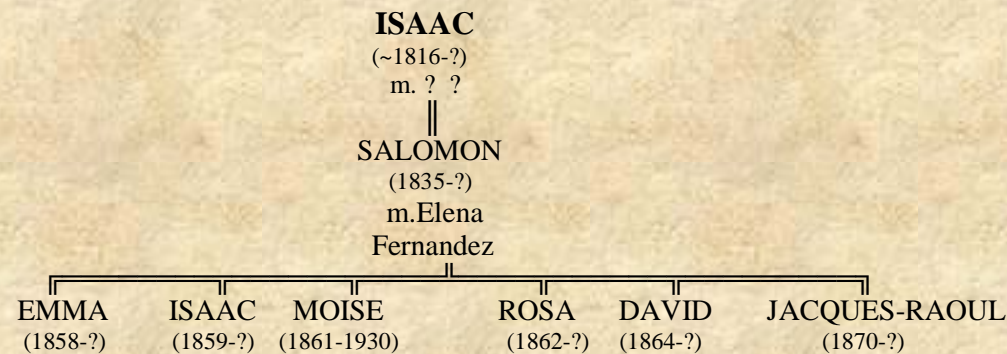 ISAAC
(~1816-?)
m. ? ?
SALOMON
(1835-?)
m.Elena
Fernandez
EMMA ISAAC MOISE ROSA DAVID JACQUES-RAOUL
(1858-?) (1859-?) (1861-1930) (1862-?) (1864-?) (1870-?)